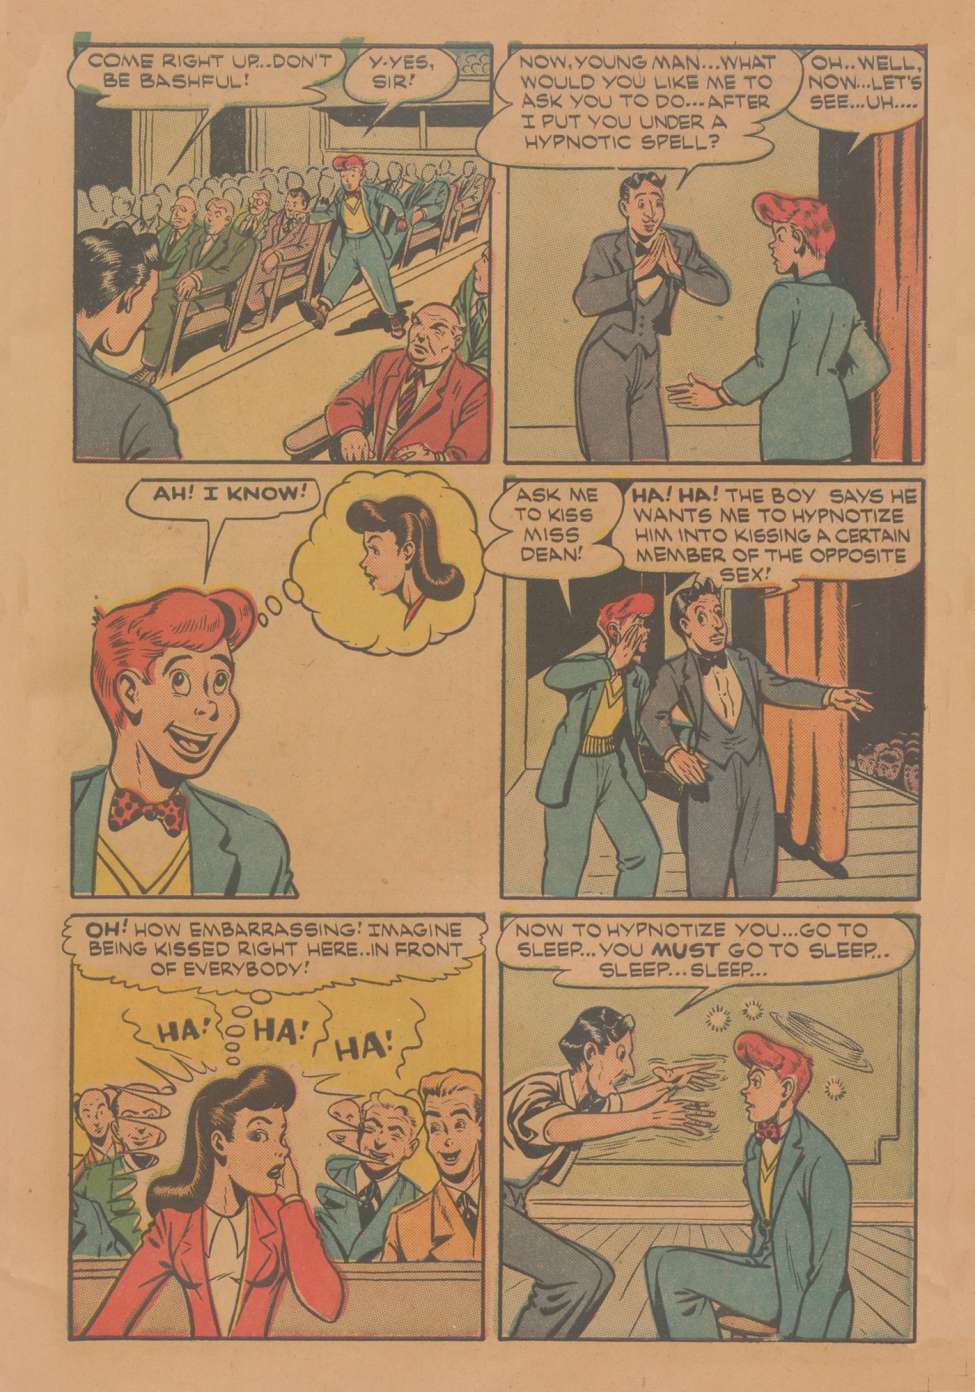 COME RIGHT UP...DON'T
BE BASHFUL!
Y-YES,
SIR!
NOW, YOUNG MAN...WHAT
WOULD YOU LIKE ME TO
ASK YOU TO DO...AFTER
I PUT YOU UNDER A
HYPNOTIC SPELL?
OH..WELL,
NOW...LET'S
SEE...UH....
AH! I KNOW!
ASK ME
TO KISS
MISS
DEAN!
HA! HA! THE BOY SAYS HE
WANTS ME TO HYPNOTIZE
HIM INTO KISSING A CERTAIN
MEMBER OF THE OPPOSITE
SEX!
OH! HOW EMBARRASSING! IMAGINE
BEING KISSED RIGHT HERE..IN FRONT
OF EVERYBODY!
HA! HA! HA!
NOW TO HYPNOTIZE YOU...GO TO
SLEEP...YOU MUST GO TO SLEEP...
SLEEP...SLEEP...